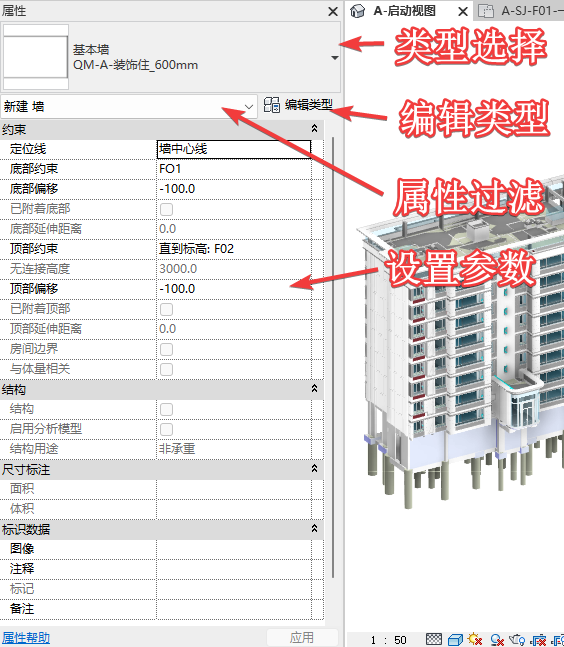 属性
A-启动视图
A-SJ-F01-一
基本墙
QM-A-装饰住_600mm
类型选择
新建 墙
编辑类型
编辑类型
约束
定位线 墙中心线
底部约束 FO1
底部偏移 -100.0
属性过滤
已附着底部
底部延伸距离 0.0
顶部约束 直到标高: F02
无连接高度 3000.0
设置参数
顶部偏移 -100.0
已附着顶部
顶部延伸距离 0.0
房间边界
与体量相关
结构
结构
启用分析模型
结构用途 非承重
尺寸标注
面积
体积
标识数据
图像
注释
标记
备注
属性帮助
应用
1 : 50